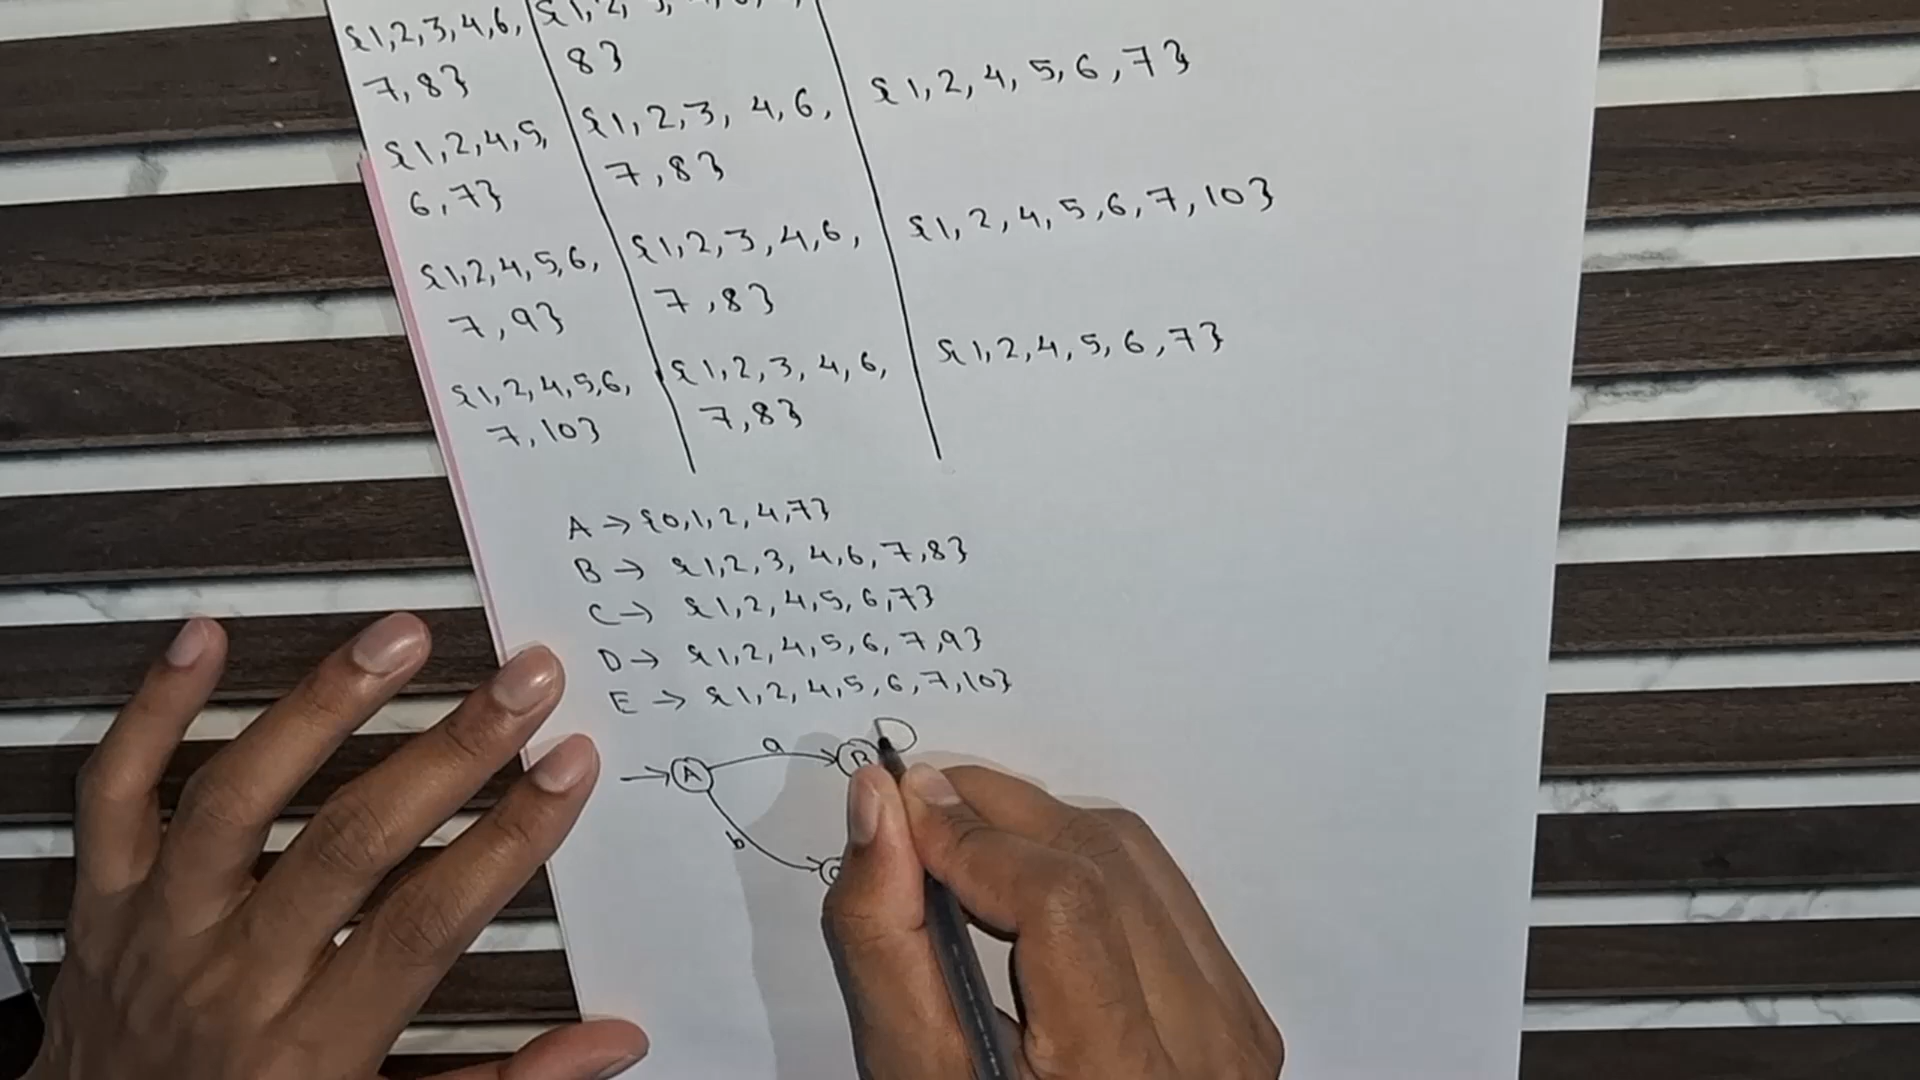 {1,2,3,4,6,
7,8}
8}
{1,2,4,5,
6,7}
{1,2,3,4,6,
7,8}
{1,2,4,5,6,7}
{1,2,4,5,6,
7,9}
{1,2,3,4,6,
7,8}
{1,2,4,5,6,7,10}
{1,2,4,5,6,
7,10}
{1,2,3,4,6,
7,8}
{1,2,4,5,6,7}
A → {0,1,2,4,7}
B → {1,2,3,4,6,7,8}
C → {1,2,4,5,6,7}
D → {1,2,4,5,6,7,9}
E → {1,2,4,5,6,7,10}
A a B
b